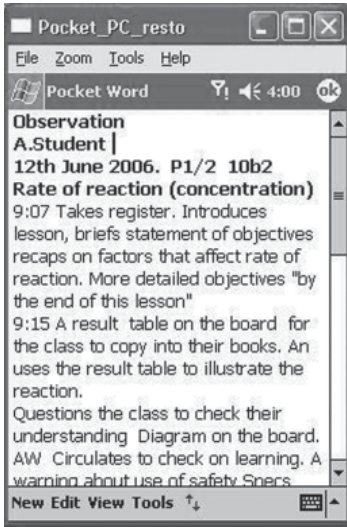 Pocket_PC_resto
File Zoom Tools Help
Pocket Word 4:00 ok
Observation
A.Student
12th June 2006. P1/2 10b2
Rate of reaction (concentration)
9:07 Takes register. Introduces
lesson, briefs statement of objectives
recaps on factors that affect rate of
reaction. More detailed objectives "by
the end of this lesson"
9:15 A result table on the board for
the class to copy into their books. An
uses the result table to illustrate the
reaction.
Questions the class to check their
understanding Diagram on the board.
AW Circulates to check on learning. A
warning about use of safety Specs
New Edit View Tools